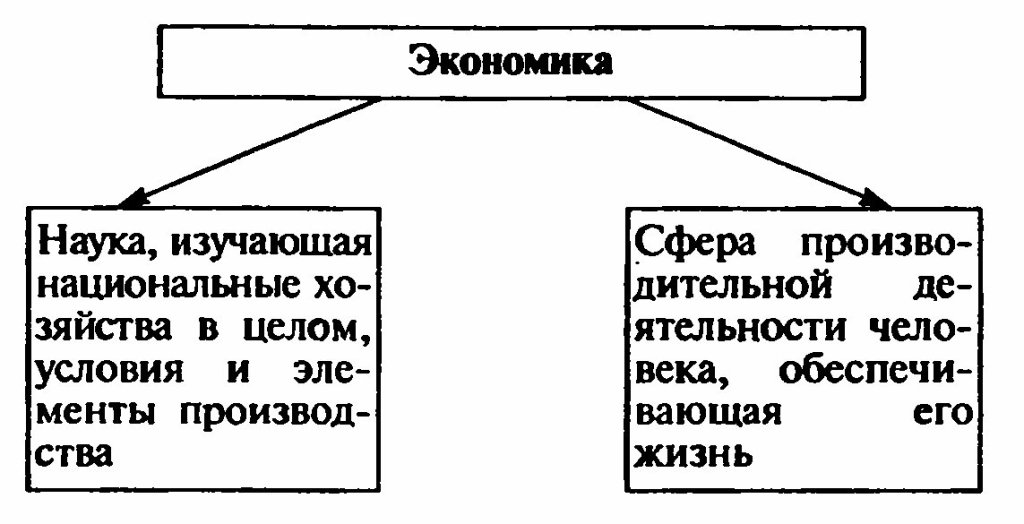 Экономика
Наука, изучающая
национальные хо-
зяйства в целом,
условия и эле-
менты производ-
ства
Сфера произво-
дительной де-
ятельности чело-
века, обеспечи-
вающая его
жизнь